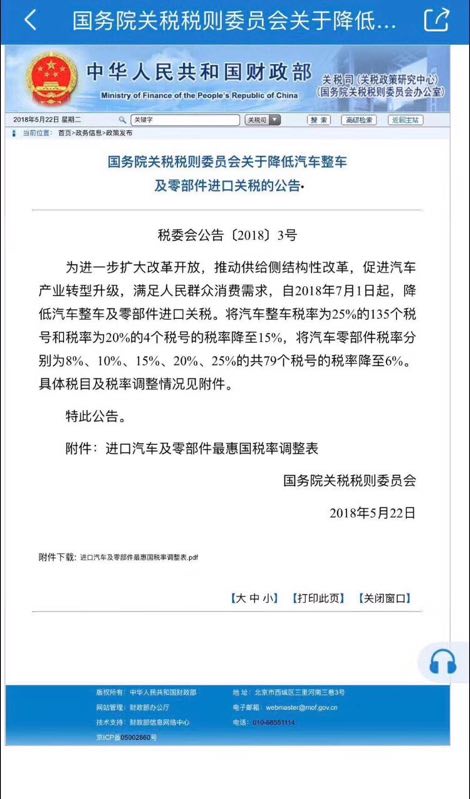 国务院关税税则委员会关于降低...
中华人民共和国财政部
Ministry of Finance of the People's Republic of China
关税司(关税政策研究中心)
(国务院关税税则委员会办公室)
2018年5月22日 星期二
关键字
关税司
搜索
高级检索
返回主站
当前位置：首页>政务信息>政策发布
国务院关税税则委员会关于降低汽车整车
及零部件进口关税的公告
税委会公告〔2018〕3号
为进一步扩大改革开放，推动供给侧结构性改革，促进汽车
产业转型升级，满足人民群众消费需求，自2018年7月1日起，降
低汽车整车及零部件进口关税。将汽车整车税率为25%的135个税
号和税率为20%的4个税号的税率降至15%，将汽车零部件税率分
别为8%、10%、15%、20%、25%的共79个税号的税率降至6%。
具体税目及税率调整情况见附件。
特此公告。
附件：进口汽车及零部件最惠国税率调整表
国务院关税税则委员会
2018年5月22日
附件下载: 进口汽车及零部件最惠国税率调整表.pdf
【大 中 小】 【打印此页】 【关闭窗口】
版权所有：中华人民共和国财政部
地 址：北京市西城区三里河南三巷3号
网站管理：财政部办公厅
电子邮箱：webmaster@mof.gov.cn
技术支持：财政部信息网络中心
电话：010-68551114
京ICP备05002860号